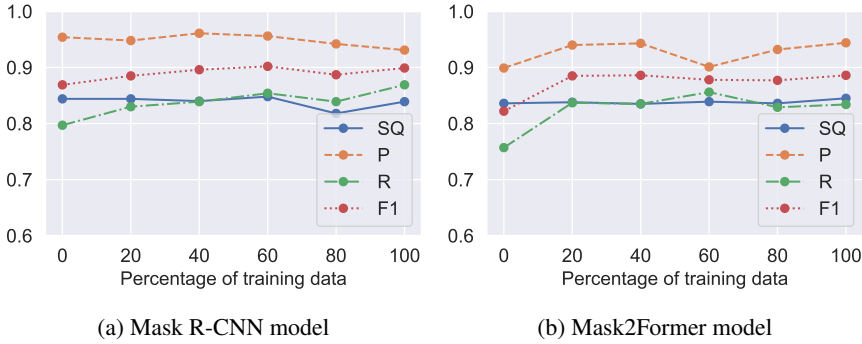 1.0
0.9
0.8
0.7
0.6
0 20 40 60 80 100
Percentage of training data
SQ
P
R
F1
(a) Mask R-CNN model
1.0
0.9
0.8
0.7
0.6
0 20 40 60 80 100
Percentage of training data
SQ
P
R
F1
(b) Mask2Former model